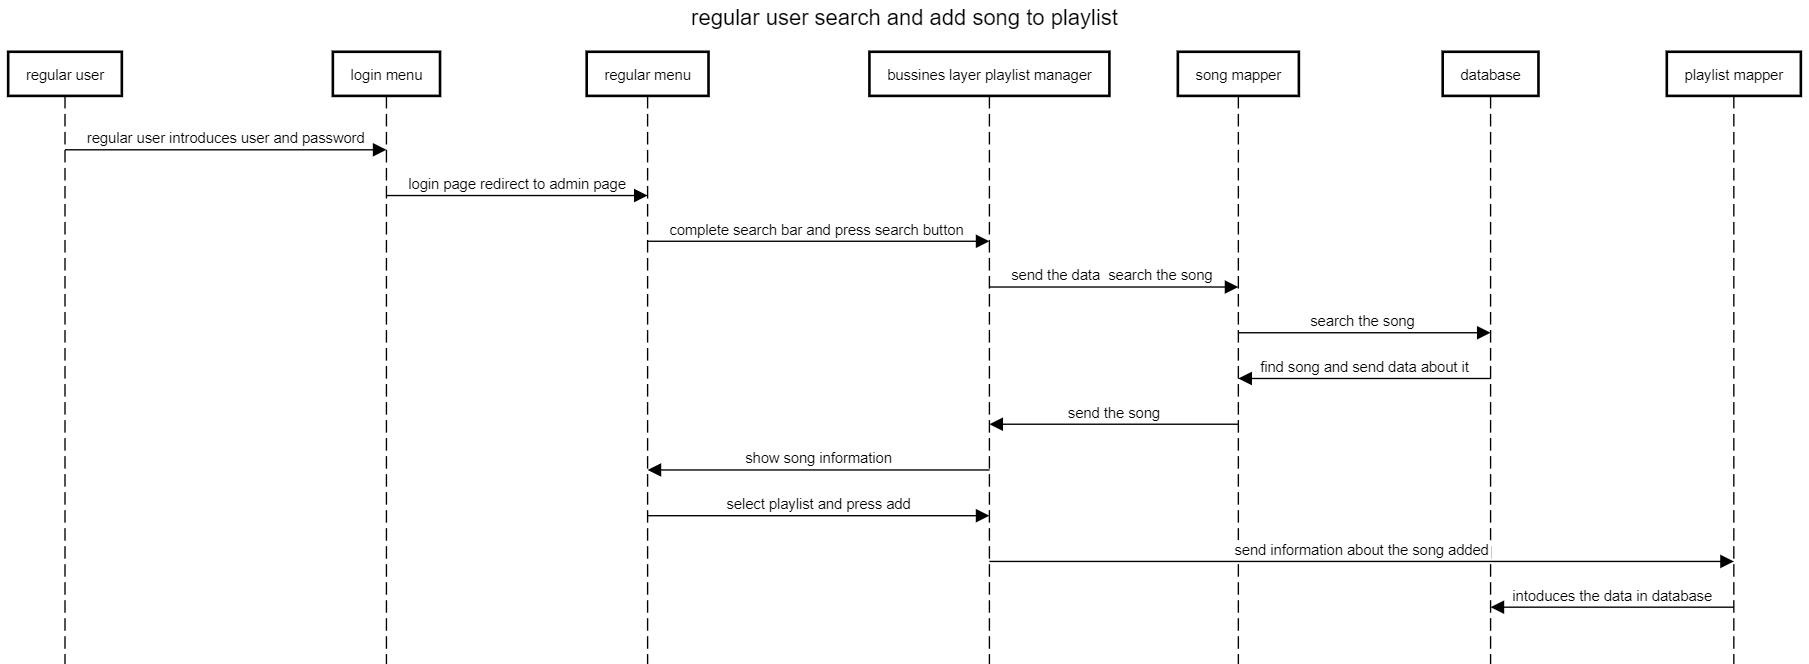 regular user search and add song to playlist
regular user
login menu
regular menu
bussines layer playlist manager
song mapper
database
playlist mapper
regular user introduces user and password
login page redirect to admin page
complete search bar and press search button
send the data  search the song
search the song
find song and send data about it
send the song
show song information
select playlist and press add
send information about the song added
intoduces the data in database